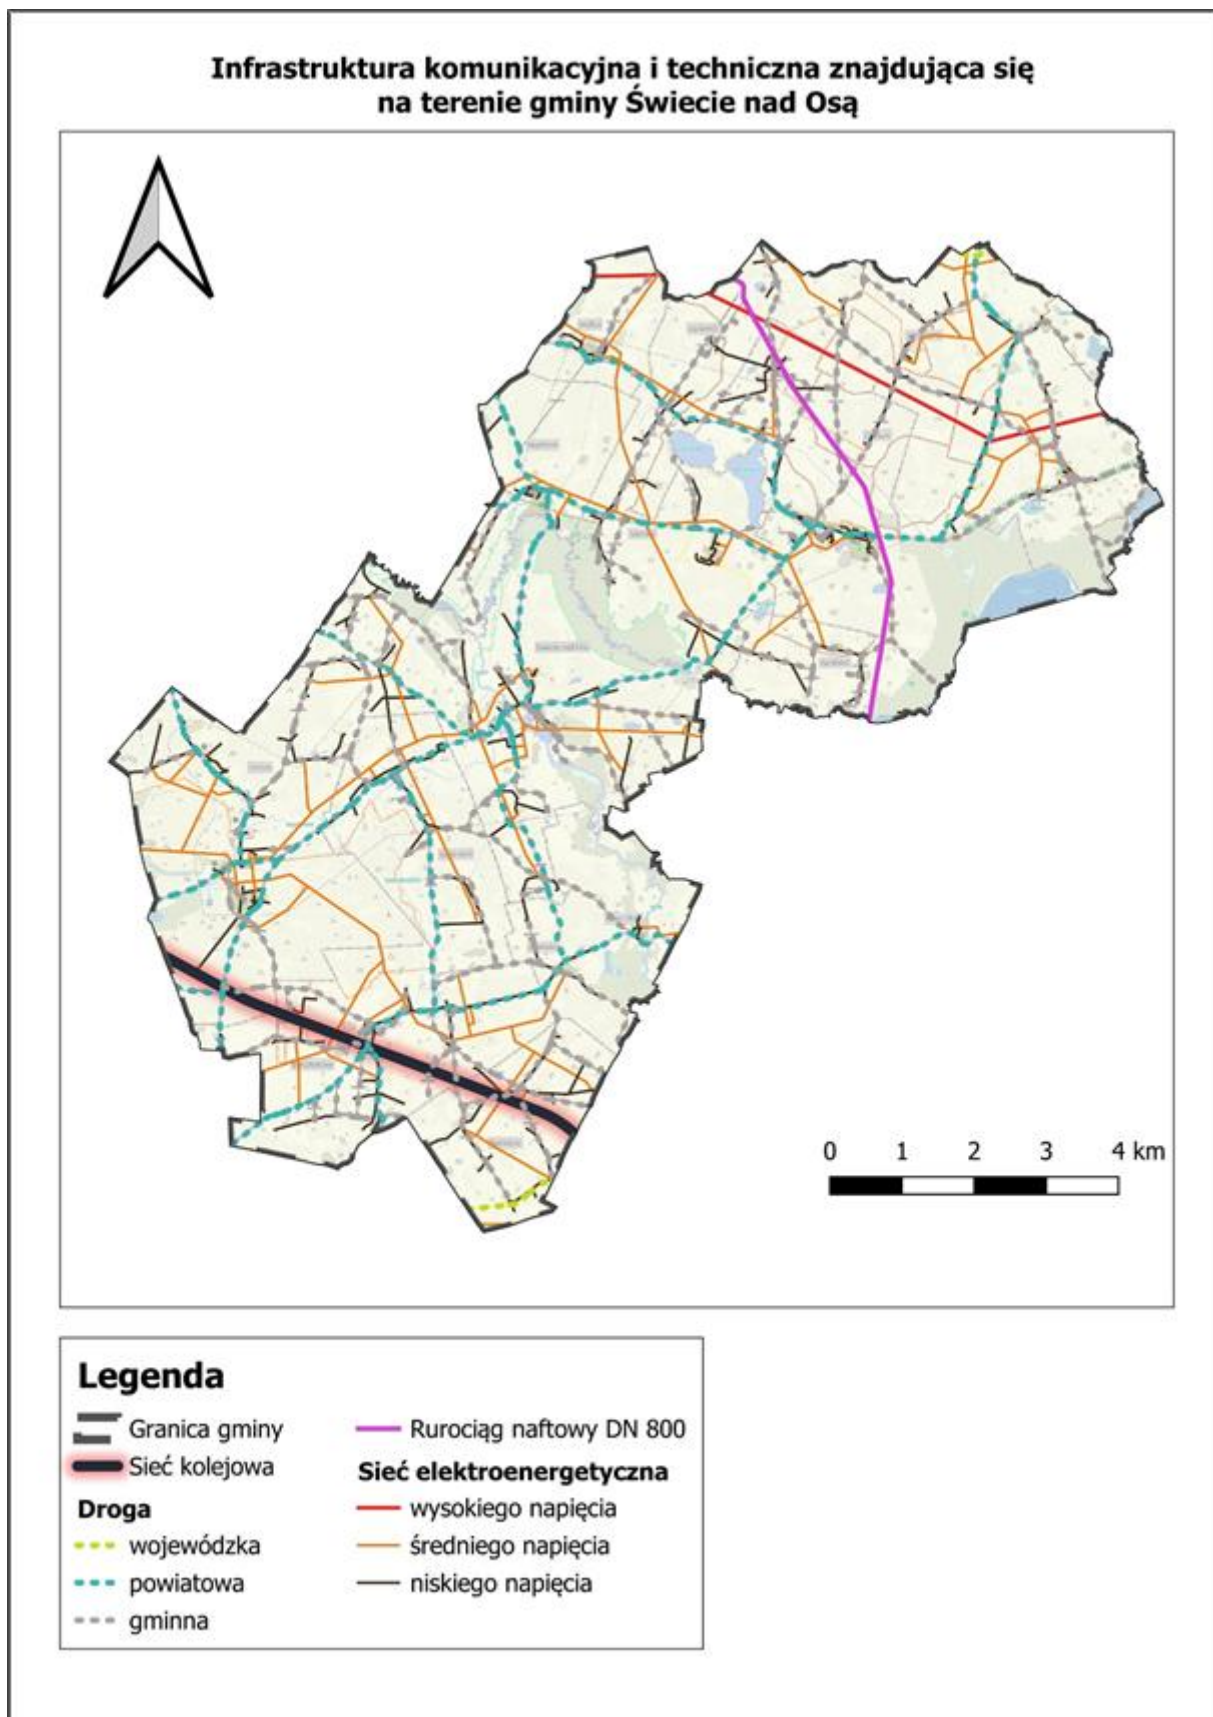 Infrastruktura komunikacyjna i techniczna znajdująca się
na terenie gminy Świecie nad Osą
0 1 2 3 4 km
Legenda
Granica gminy
Sieć kolejowa
Droga
wojewódzka
powiatowa
gminna
Rurociąg naftowy DN 800
Sieć elektroenergetyczna
wysokiego napięcia
średniego napięcia
niskiego napięcia